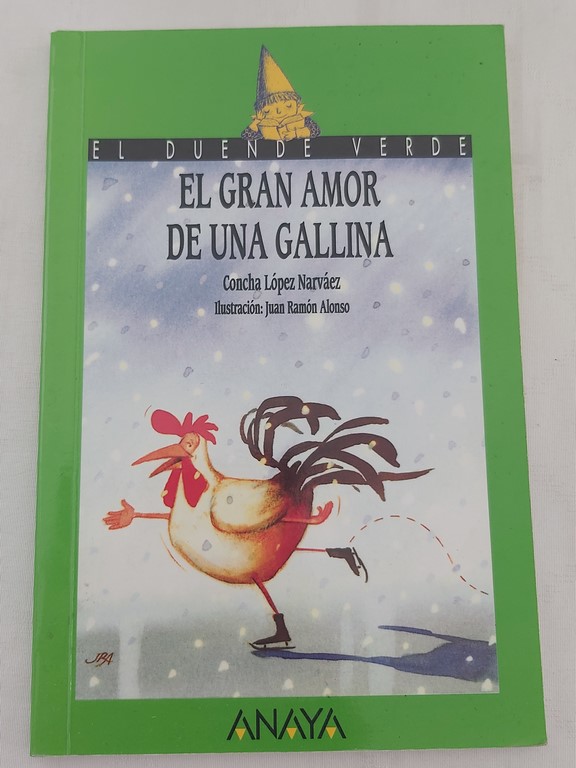 EL DUENDE VERDE
EL GRAN AMOR
DE UNA GALLINA
Concha López Narváez
Ilustración: Juan Ramón Alonso
JRA
ANAYA